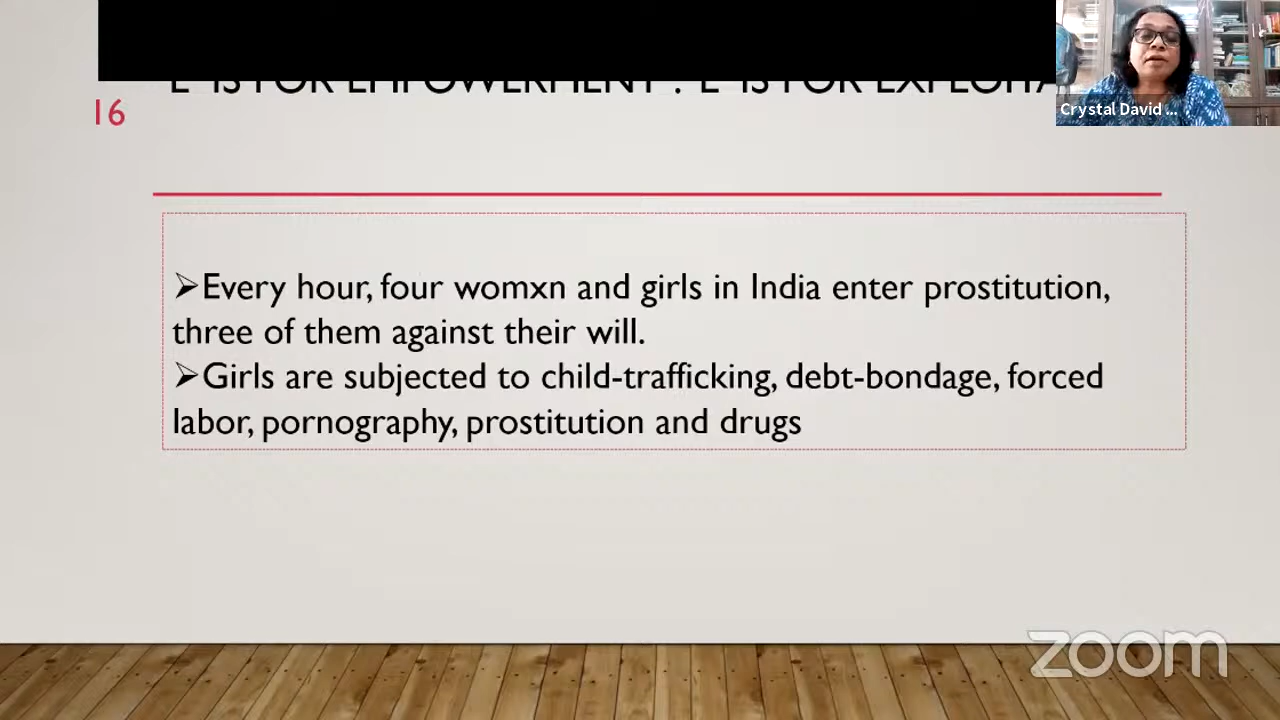 E" IS FOR EMPOWERMENT . E" IS FOR
16
Crystal David ...
➢Every hour, four womxn and girls in India enter prostitution,
three of them against their will.
➢Girls are subjected to child-trafficking, debt-bondage, forced
labor, pornography, prostitution and drugs
zoom